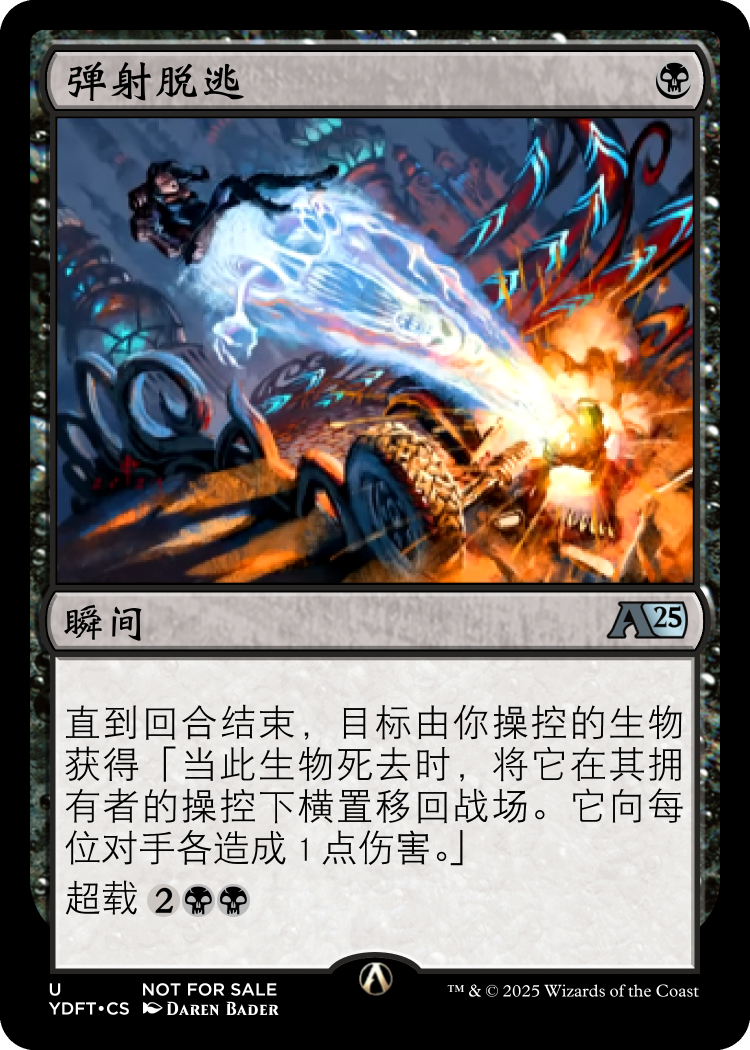 弹射脱逃
瞬间
A25
直到回合结束，目标由你操控的生物
获得「当此生物死去时，将它在其拥
有者的操控下横置移回战场。它向每
位对手各造成 1 点伤害。」
超载 2
U NOT FOR SALE
YDFT•CS DAREN BADER
™ & © 2025 Wizards of the Coast